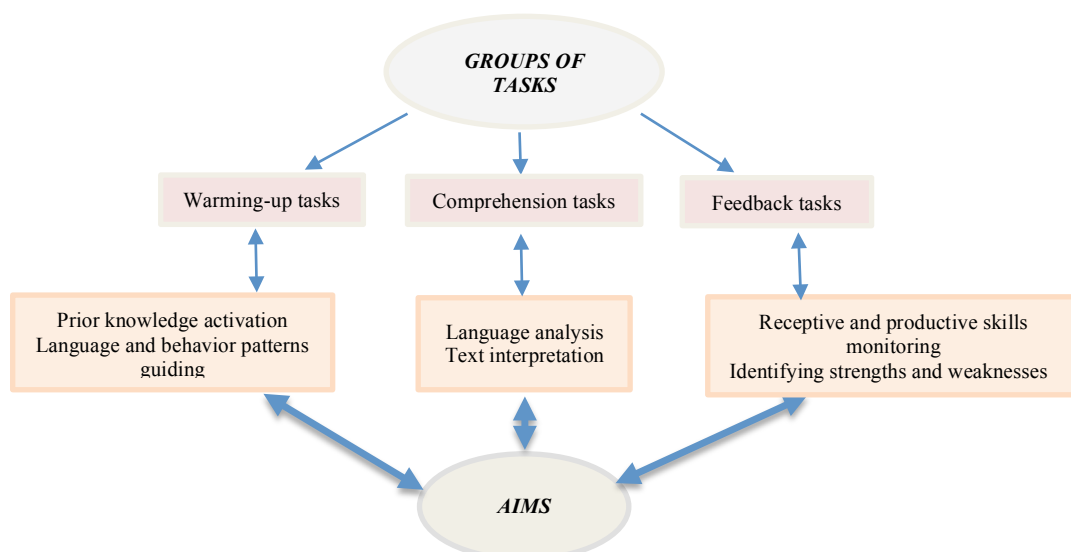 GROUPS OF
TASKS
Warming-up tasks
Comprehension tasks
Feedback tasks
Prior knowledge activation
Language and behavior patterns
guiding
Language analysis
Text interpretation
Receptive and productive skills
monitoring
Identifying strengths and weaknesses
AIMS